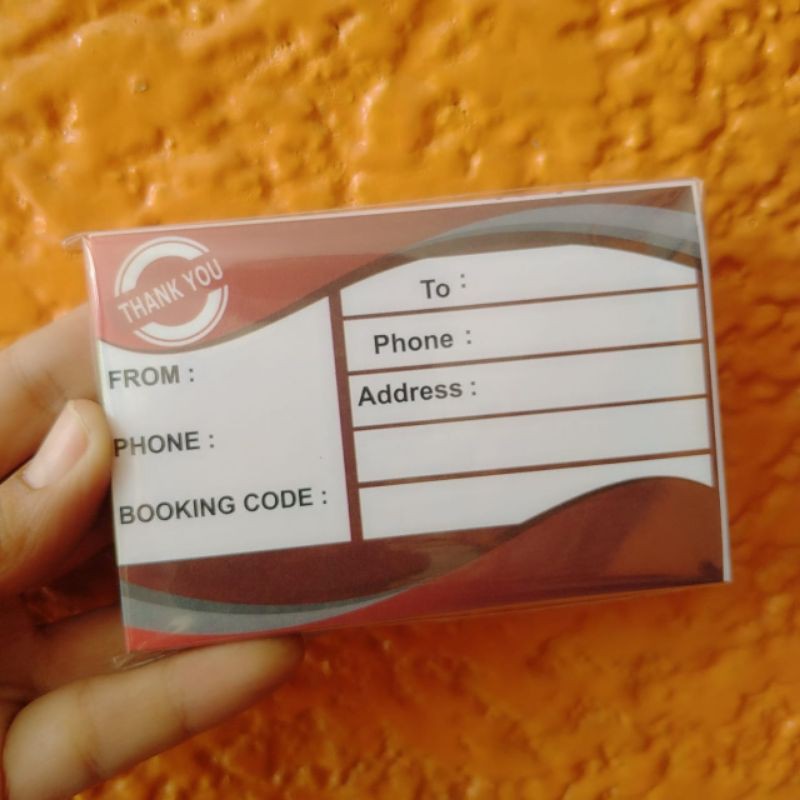 THANK YOU
FROM :
PHONE :
BOOKING CODE :
To :
Phone :
Address :